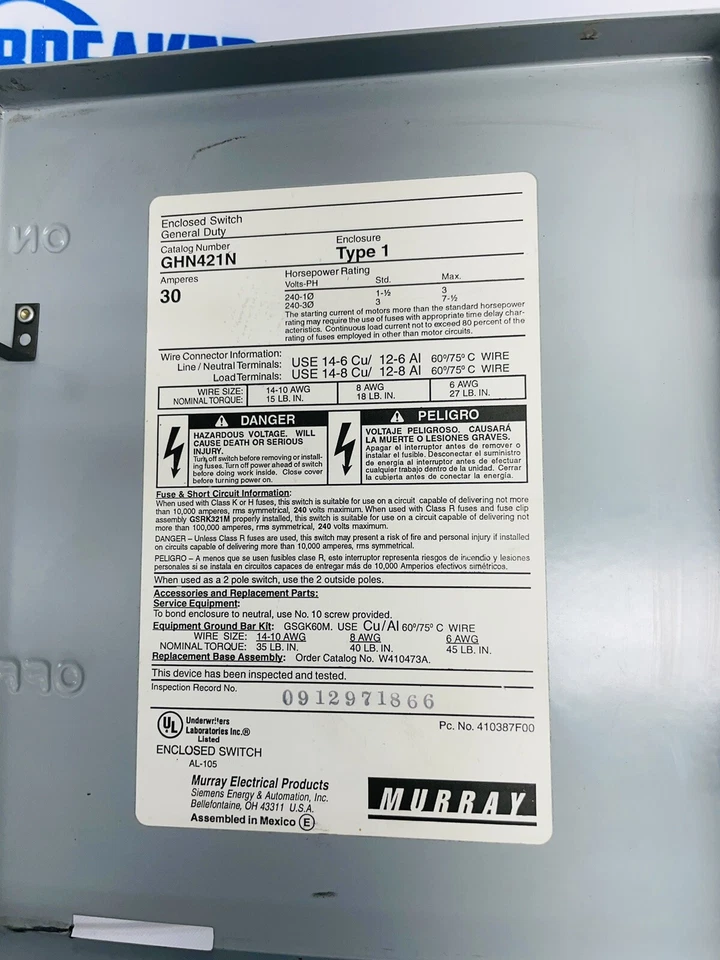 BREAKER
ON
OFF
Enclosed Switch
General Duty
Catalog Number
GHN421N
Enclosure
Type 1
Amperes
30
Horsepower Rating
Volts-PH Std. Max.
240-1Ø 1-½ 3
240-3Ø 3 7-½
The starting current of motors more than the standard horsepower
rating may require the use of fuses with appropriate time delay char-
acteristics. Continuous load current not to exceed 80 percent of the
rating of fuses employed in other than motor circuits.
Wire Connector Information:
Line / Neutral Terminals: USE 14-6 Cu/ 12-6 Al 60º/75º C WIRE
Load Terminals: USE 14-8 Cu/ 12-8 Al 60º/75º C WIRE
WIRE SIZE: 14-10 AWG 8 AWG 6 AWG
NOMINAL TORQUE: 15 LB. IN. 18 LB. IN. 27 LB. IN.
DANGER
HAZARDOUS VOLTAGE. WILL
CAUSE DEATH OR SERIOUS
INJURY.
Turn off switch before removing or install-
ing fuses. Turn off power ahead of switch
before doing work inside. Close cover
before turning power on.
PELIGRO
VOLTAJE PELIGROSO. CAUSARÁ
LA MUERTE O LESIONES GRAVES.
Apagar el interruptor antes de remover o
instalar el fusible. Desconectar el suministro
de energía al interruptor antes de efectuar
cualquier trabajo dentro de la unidad. Cerrar
la cubierta antes de conectar la energía.
Fuse & Short Circuit Information:
When used with Class K or H fuses, this switch is suitable for use on a circuit capable of delivering not more
than 10,000 amperes, rms symmetrical, 240 volts maximum. When used with Class R fuses and fuse clip
assembly GSRK321M properly installed, this switch is suitable for use on a circuit capable of delivering not
more than 100,000 amperes, rms symmetrical, 240 volts maximum.
DANGER – Unless Class R fuses are used, this switch may present a risk of fire and personal injury if installed
on circuits capable of delivering more than 10,000 amperes, rms symmetrical.
PELIGRO – A menos que se usen fusibles clase R, este interruptor representa riesgos de incendio y lesiones
personales si se instala en circuitos capaces de entregar más de 10,000 Amperios efectivos simétricos.
When used as a 2 pole switch, use the 2 outside poles.
Accessories and Replacement Parts:
Service Equipment:
To bond enclosure to neutral, use No. 10 screw provided.
Equipment Ground Bar Kit: GSGK60M. USE Cu/Al 60º/75º C WIRE
WIRE SIZE: 14-10 AWG 8 AWG 6 AWG
NOMINAL TORQUE: 35 LB. IN. 40 LB. IN. 45 LB. IN.
Replacement Base Assembly: Order Catalog No. W410473A.
This device has been inspected and tested.
Inspection Record No. 0912971866
UL
Underwriters
Laboratories Inc.®
Listed
Pc. No. 410387F00
ENCLOSED SWITCH
AL-105
Murray Electrical Products
Siemens Energy & Automation, Inc.
Bellefontaine, OH 43311 U.S.A.
Assembled in Mexico E
MURRAY